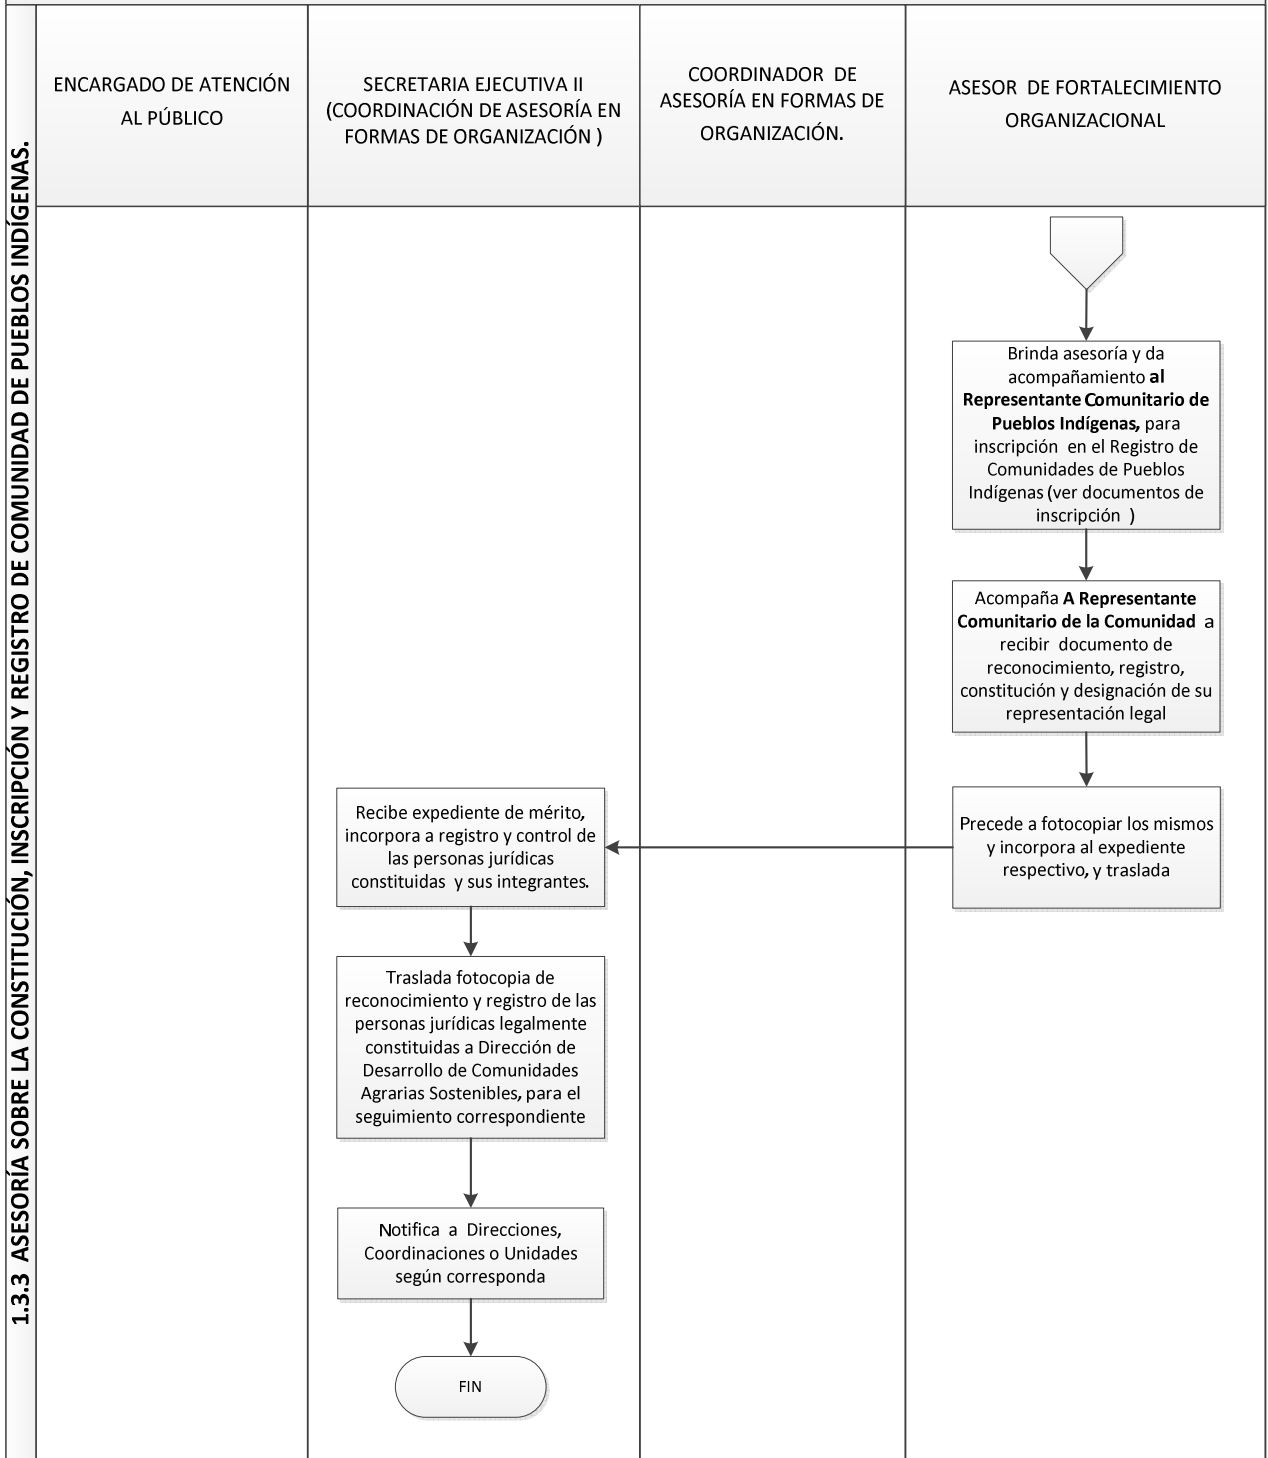 1.3.3 ASESORÍA SOBRE LA CONSTITUCIÓN, INSCRIPCIÓN Y REGISTRO DE COMUNIDAD DE PUEBLOS INDÍGENAS.
ENCARGADO DE ATENCIÓN
AL PÚBLICO
SECRETARIA EJECUTIVA II
(COORDINACIÓN DE ASESORÍA EN
FORMAS DE ORGANIZACIÓN )
COORDINADOR DE
ASESORÍA EN FORMAS DE
ORGANIZACIÓN.
ASESOR DE FORTALECIMIENTO
ORGANIZACIONAL
Brinda asesoría y da
acompañamiento al
Representante Comunitario de
Pueblos Indígenas, para
inscripción en el Registro de
Comunidades de Pueblos
Indígenas (ver documentos de
inscripción )
Acompaña A Representante
Comunitario de la Comunidad a
recibir documento de
reconocimiento, registro,
constitución y designación de su
representación legal
Precede a fotocopiar los mismos
y incorpora al expediente
respectivo, y traslada
Recibe expediente de mérito,
incorpora a registro y control de
las personas jurídicas
constituidas y sus integrantes.
Traslada fotocopia de
reconocimiento y registro de las
personas jurídicas legalmente
constituidas a Dirección de
Desarrollo de Comunidades
Agrarias Sostenibles, para el
seguimiento correspondiente
Notifica a Direcciones,
Coordinaciones o Unidades
según corresponda
FIN